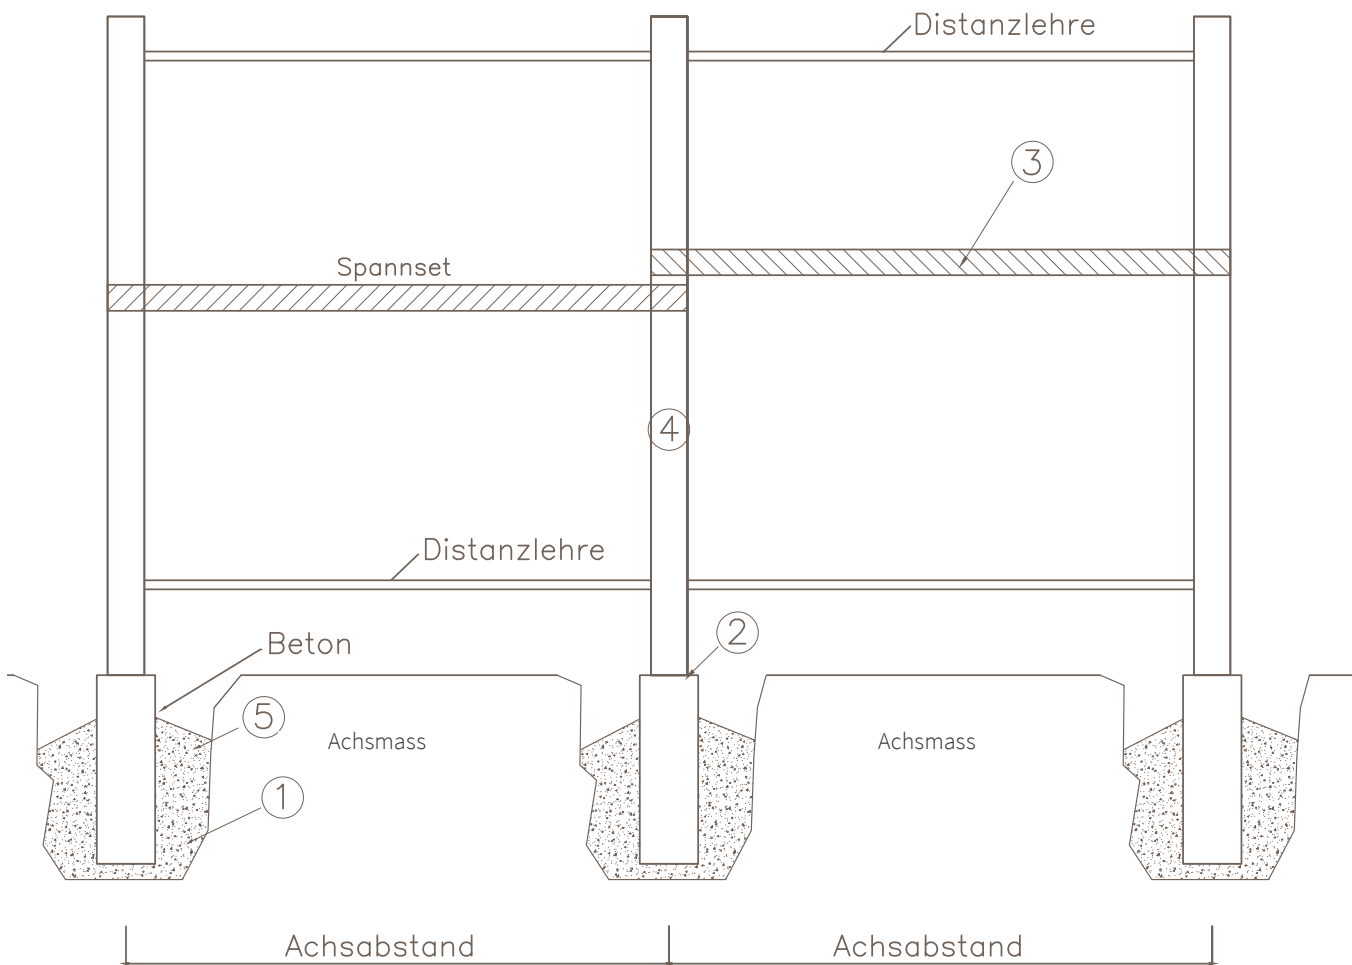 Distanzlehre
3
Spannset
4
Distanzlehre
2
Beton
5
Achsmass
Achsmass
1
Achsabstand
Achsabstand